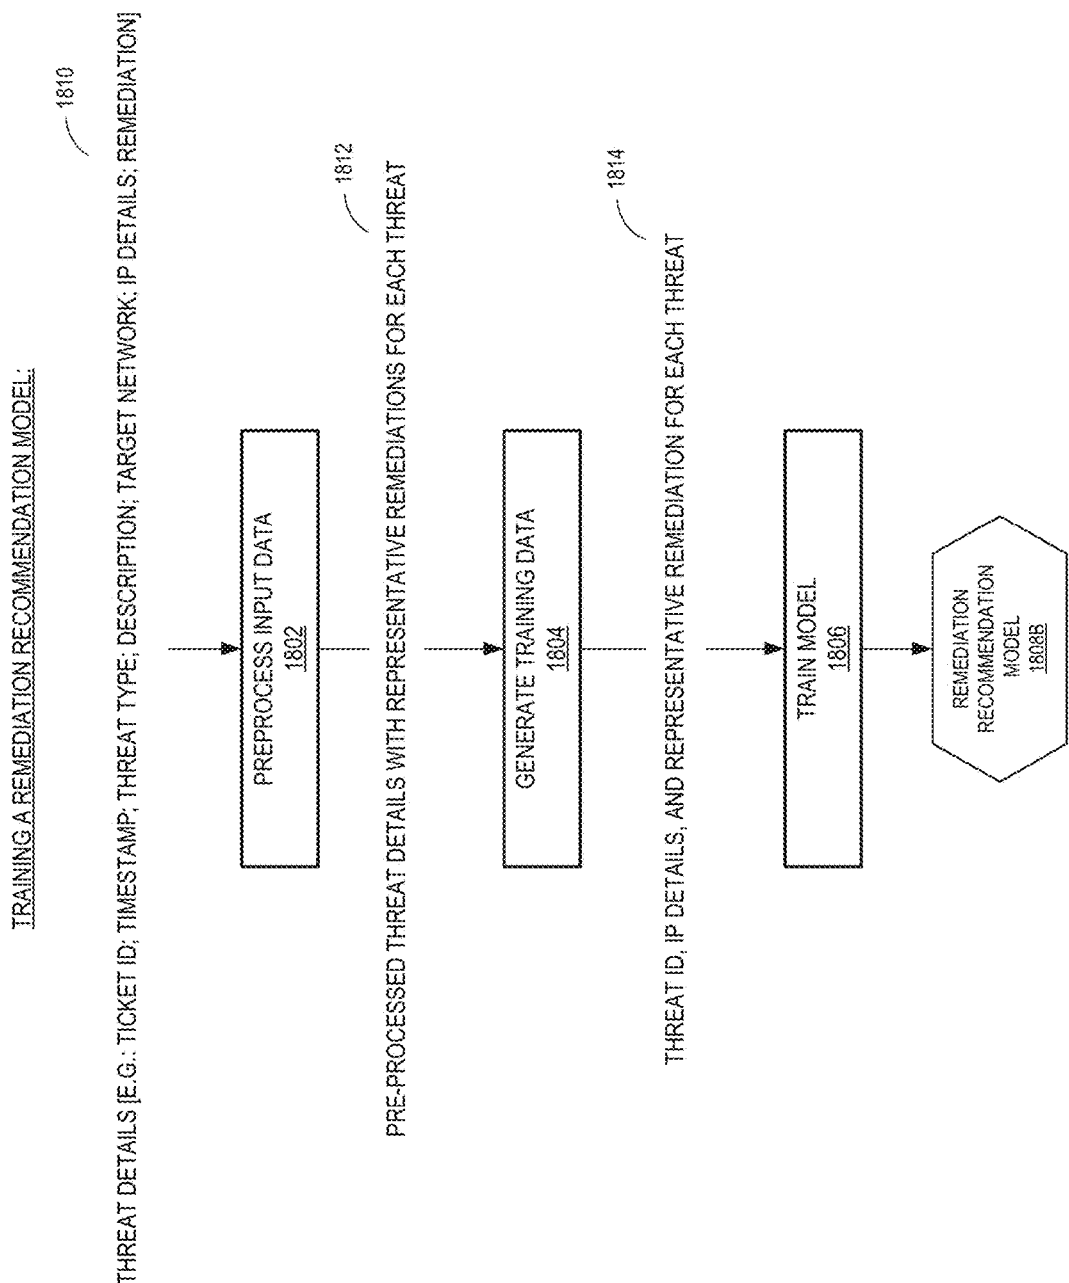 TRAINING A REMEDIATION RECOMMENDATION MODEL:
1810
THREAT DETAILS [E.G.: TICKET ID; TIMESTAMP; THREAT TYPE; DESCRIPTION; TARGET NETWORK; IP DETAILS; REMEDIATION]
PREPROCESS INPUT DATA
1802
1812
PRE-PROCESSED THREAT DETAILS WITH REPRESENTATIVE REMEDIATIONS FOR EACH THREAT
GENERATE TRAINING DATA
1804
1814
THREAT ID, IP DETAILS, AND REPRESENTATIVE REMEDIATION FOR EACH THREAT
TRAIN MODEL
1806
REMEDIATION
RECOMMENDATION
MODEL
1808B